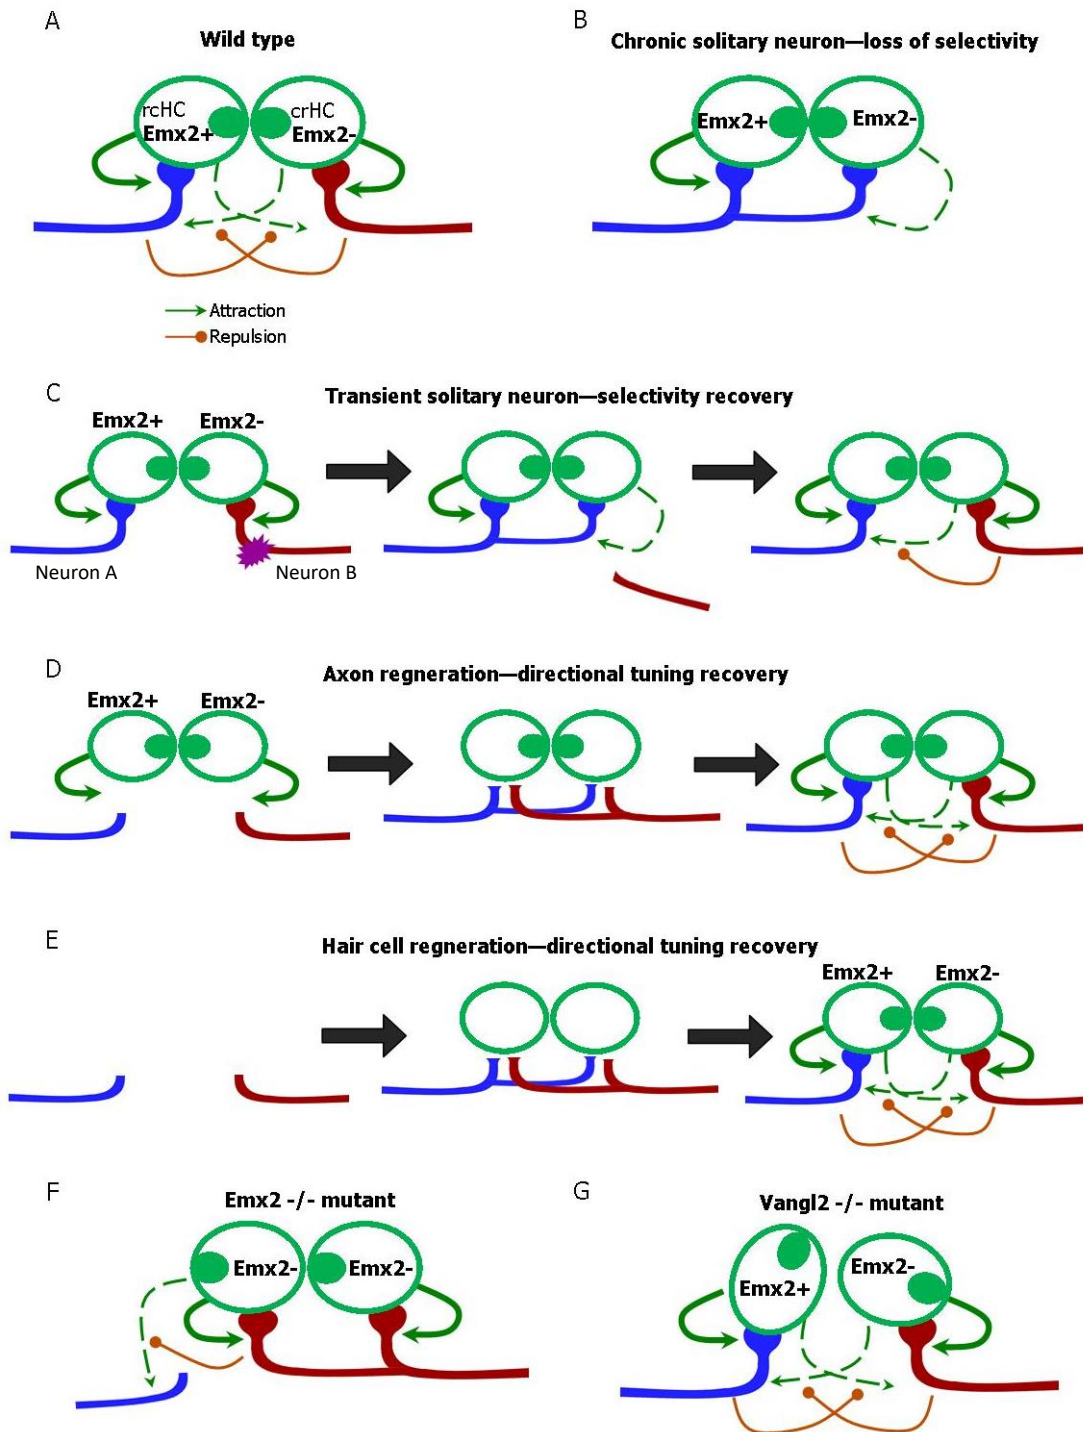 A
Wild type
rcHC
Emx2+
crHC
Emx2-
Attraction
Repulsion
B
Chronic solitary neuron—loss of selectivity
Emx2+
Emx2-
C
Transient solitary neuron—selectivity recovery
Emx2+
Emx2-
Neuron A
Neuron B
D
Axon regneration—directional tuning recovery
Emx2+
Emx2-
E
Hair cell regneration—directional tuning recovery
Emx2+
Emx2-
F
Emx2 -/- mutant
Emx2-
Emx2-
G
Vangl2 -/- mutant
Emx2+
Emx2-